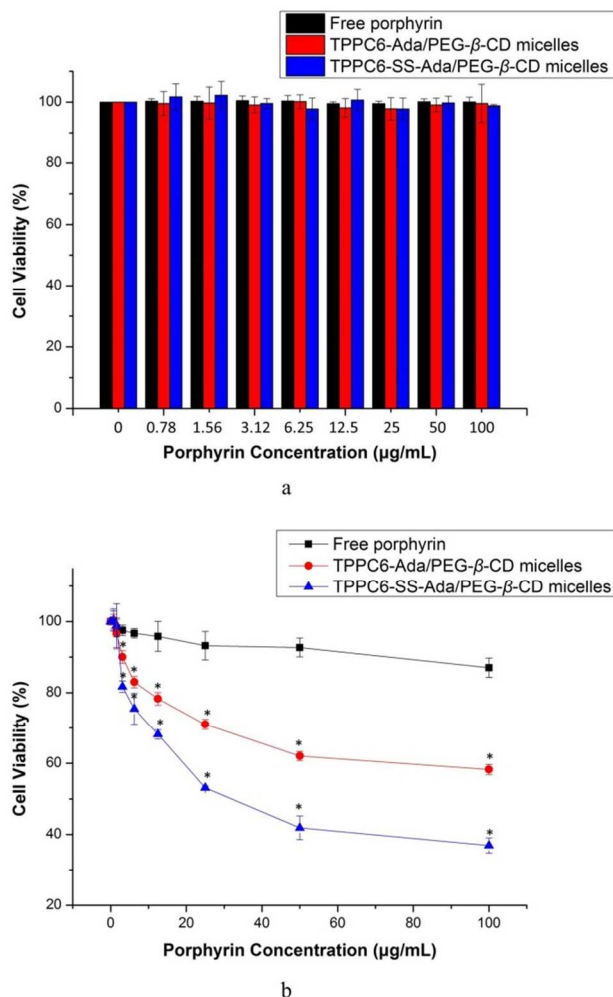 Free porphyrin
TPPC6-Ada/PEG-β-CD micelles
TPPC6-SS-Ada/PEG-β-CD micelles
Cell Viability (%)
100
80
60
40
20
0
0 0.78 1.56 3.12 6.25 12.5 25 50 100
Porphyrin Concentration (µg/mL)
a
Free porphyrin
TPPC6-Ada/PEG-β-CD micelles
TPPC6-SS-Ada/PEG-β-CD micelles
Cell Viability (%)
100
80
60
40
20
* * * * * *
* * * * * *
0 20 40 60 80 100
Porphyrin Concentration (µg/mL)
b